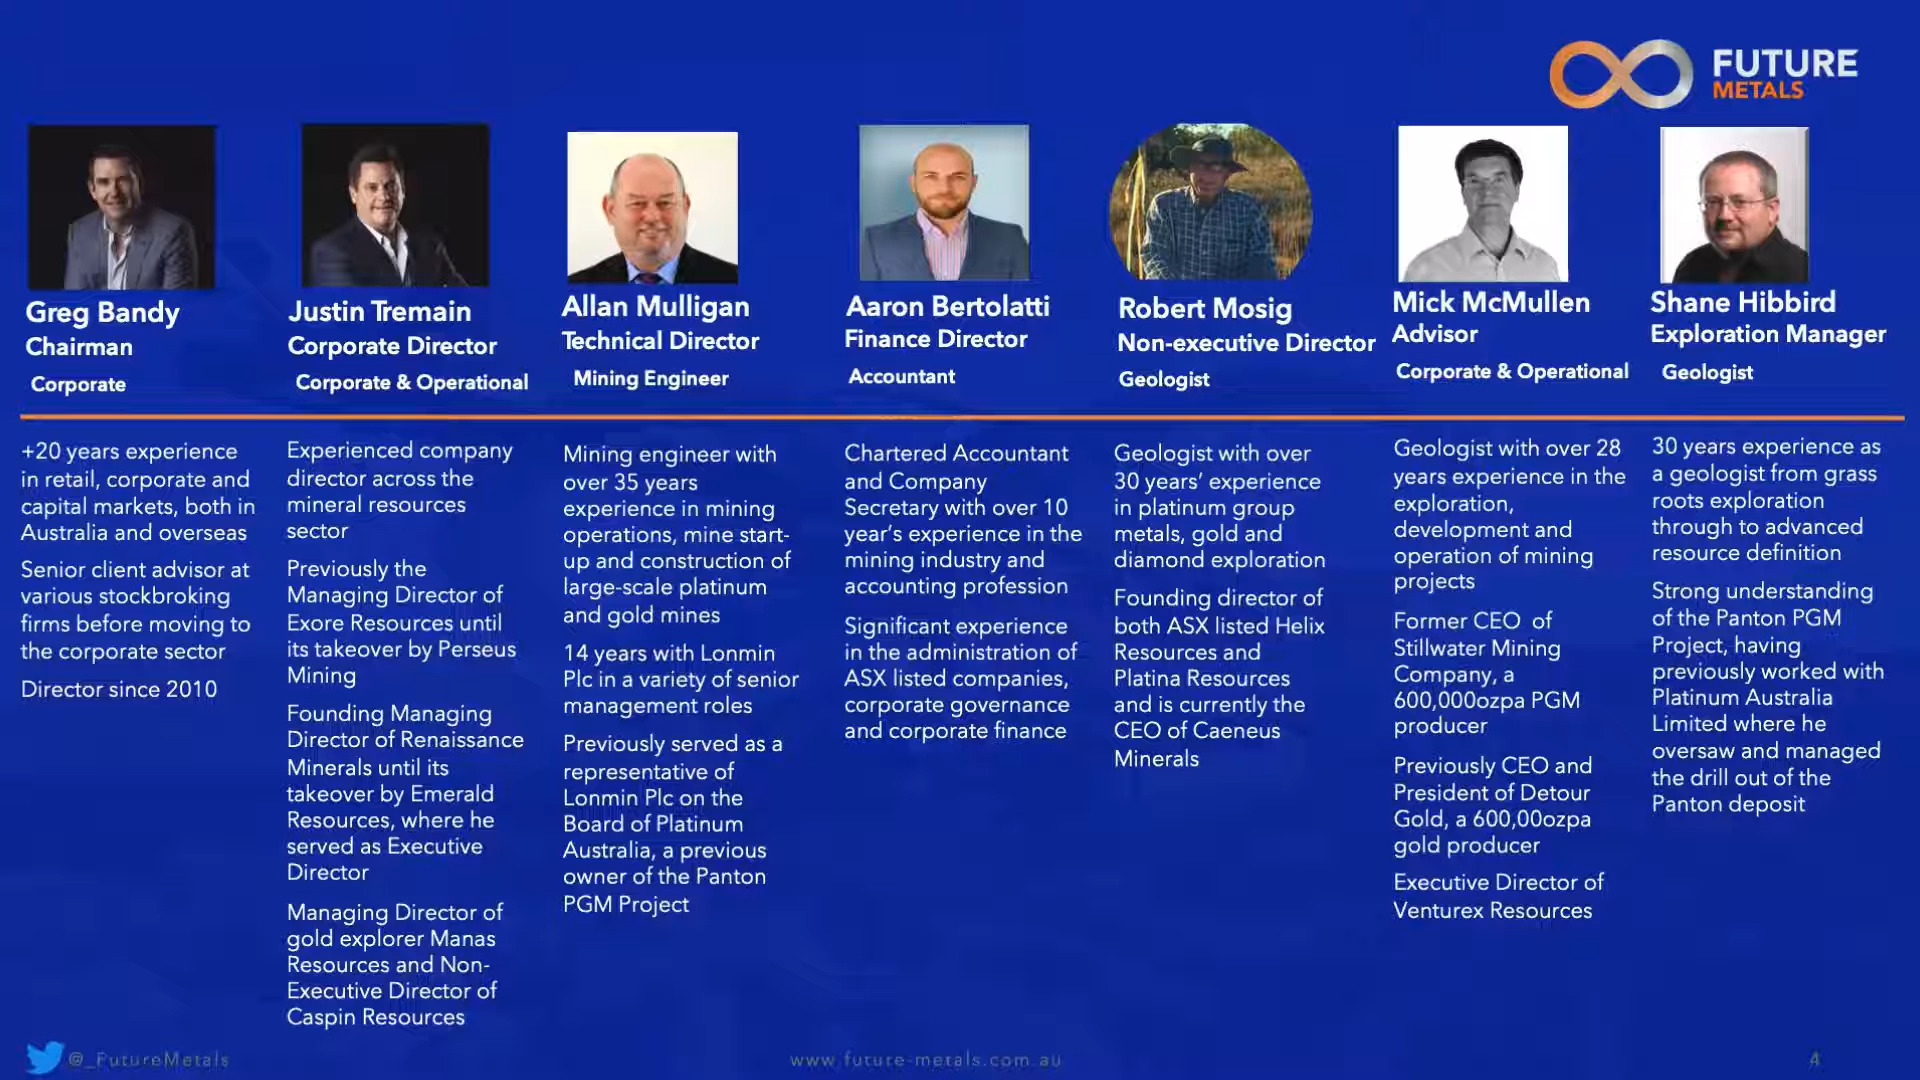 FUTURE
METALS
Greg Bandy
Chairman
Corporate
+20 years experience
in retail, corporate and
capital markets, both in
Australia and overseas
Senior client advisor at
various stockbroking
firms before moving to
the corporate sector
Director since 2010
Justin Tremain
Corporate Director
Corporate & Operational
Experienced company
director across the
mineral resources
sector
Previously the
Managing Director of
Exore Resources until
its takeover by Perseus
Mining
Founding Managing
Director of Renaissance
Minerals until its
takeover by Emerald
Resources, where he
served as Executive
Director
Managing Director of
gold explorer Manas
Resources and Non-
Executive Director of
Caspin Resources
Allan Mulligan
Technical Director
Mining Engineer
Mining engineer with
over 35 years
experience in mining
operations, mine start-
up and construction of
large-scale platinum
and gold mines
14 years with Lonmin
Plc in a variety of senior
management roles
Previously served as a
representative of
Lonmin Plc on the
Board of Platinum
Australia, a previous
owner of the Panton
PGM Project
Aaron Bertolatti
Finance Director
Accountant
Chartered Accountant
and Company
Secretary with over 10
year's experience in the
mining industry and
accounting profession
Significant experience
in the administration of
ASX listed companies,
corporate governance
and corporate finance
Robert Mosig
Non-executive Director
Geologist
Geologist with over
30 years' experience
in platinum group
metals, gold and
diamond exploration
Founding director of
both ASX listed Helix
Resources and
Platina Resources
and is currently the
CEO of Caeneus
Minerals
Mick McMullen
Advisor
Corporate & Operational
Geologist with over 28
years experience in the
exploration,
development and
operation of mining
projects
Former CEO of
Stillwater Mining
Company, a
600,000ozpa PGM
producer
Previously CEO and
President of Detour
Gold, a 600,00ozpa
gold producer
Executive Director of
Venturex Resources
Shane Hibbird
Exploration Manager
Geologist
30 years experience as
a geologist from grass
roots exploration
through to advanced
resource definition
Strong understanding
of the Panton PGM
Project, having
previously worked with
Platinum Australia
Limited where he
oversaw and managed
the drill out of the
Panton deposit
@_FutureMetals
www.future-metals.com.au
4